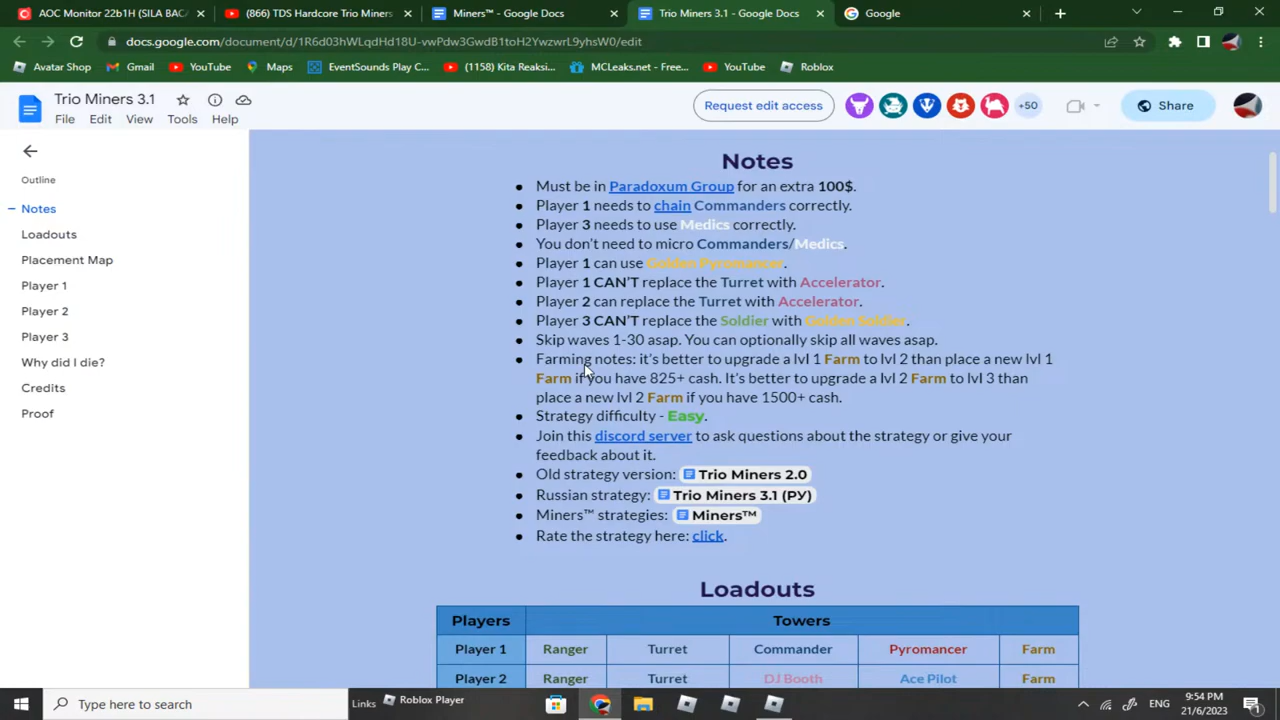 AOC Monitor 22b1H (SILA BAC
(866) TDS Hardcore Trio Miners
Miners™ - Google Docs
Trio Miners 3.1 - Google Docs
Google
docs.google.com/document/d/1R6d03hWLqdHd18U-vwPdw3GwdB1toH2YwzwrL9yhsW0/edit
Avatar Shop
Gmail
YouTube
Maps
EventSounds Play C...
(1158) Kita Reaksi...
MCLeaks.net - Free...
YouTube
Roblox
Trio Miners 3.1
File Edit View Tools Help
Request edit access
+50
Share
Outline
Notes
Loadouts
Placement Map
Player 1
Player 2
Player 3
Why did I die?
Credits
Proof
Notes
Must be in Paradoxum Group for an extra 100$.
Player 1 needs to chain Commanders correctly.
Player 3 needs to use Medics correctly.
You don't need to micro Commanders/Medics.
Player 1 can use Golden Pyromancer.
Player 1 CAN'T replace the Turret with Accelerator.
Player 2 can replace the Turret with Accelerator.
Player 3 CAN'T replace the Soldier with Golden Soldier.
Skip waves 1-30 asap. You can optionally skip all waves asap.
Farming notes: it's better to upgrade a lvl 1 Farm to lvl 2 than place a new lvl 1
Farm if you have 825+ cash. It's better to upgrade a lvl 2 Farm to lvl 3 than
place a new lvl 2 Farm if you have 1500+ cash.
Strategy difficulty - Easy.
Join this discord server to ask questions about the strategy or give your
feedback about it.
Old strategy version: Trio Miners 2.0
Russian strategy: Trio Miners 3.1 (РУ)
Miners™ strategies: Miners™
Rate the strategy here: click.
Loadouts
Players Towers
Player 1 Ranger Turret Commander Pyromancer Farm
Player 2 Ranger Turret DJ Booth Ace Pilot Farm
Type here to search
Links
Roblox Player
ENG
9:54 PM
21/6/2023
1